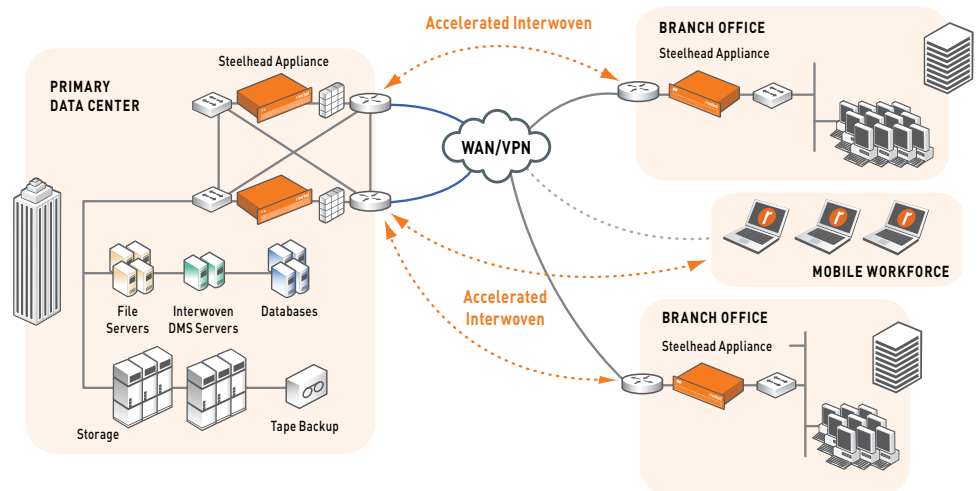 PRIMARY
DATA CENTER
Steelhead Appliance
File
Servers
Interwoven
DMS Servers
Databases
Storage
Tape Backup
Accelerated Interwoven
WAN/VPN
Accelerated
Interwoven
BRANCH OFFICE
Steelhead Appliance
MOBILE WORKFORCE
BRANCH OFFICE
Steelhead Appliance